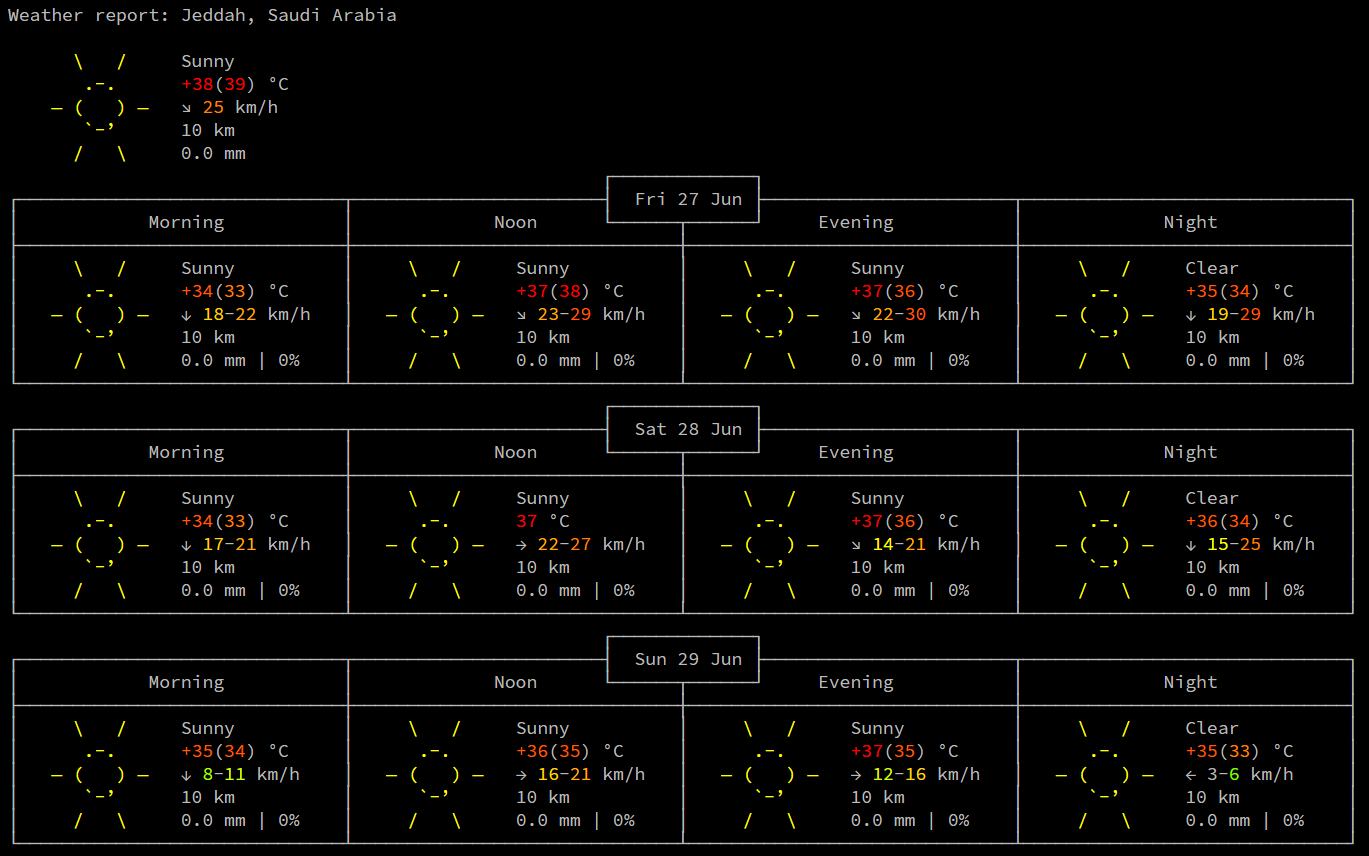 Weather report: Jeddah, Saudi Arabia
Sunny
+38(39) °C
↘ 25 km/h
10 km
0.0 mm
Fri 27 Jun
Morning Noon Evening Night
Sunny Sunny Sunny Clear
+34(33) °C +37(38) °C +37(36) °C +35(34) °C
↓ 18-22 km/h ↘ 23-29 km/h ↘ 22-30 km/h ↓ 19-29 km/h
10 km 10 km 10 km 10 km
0.0 mm | 0% 0.0 mm | 0% 0.0 mm | 0% 0.0 mm | 0%
Sat 28 Jun
Morning Noon Evening Night
Sunny Sunny Sunny Clear
+34(33) °C 37 °C +37(36) °C +36(34) °C
↓ 17-21 km/h → 22-27 km/h ↘ 14-21 km/h ↓ 15-25 km/h
10 km 10 km 10 km 10 km
0.0 mm | 0% 0.0 mm | 0% 0.0 mm | 0% 0.0 mm | 0%
Sun 29 Jun
Morning Noon Evening Night
Sunny Sunny Sunny Clear
+35(34) °C +36(35) °C +37(35) °C +35(33) °C
↓ 8-11 km/h → 16-21 km/h → 12-16 km/h ← 3-6 km/h
10 km 10 km 10 km 10 km
0.0 mm | 0% 0.0 mm | 0% 0.0 mm | 0% 0.0 mm | 0%